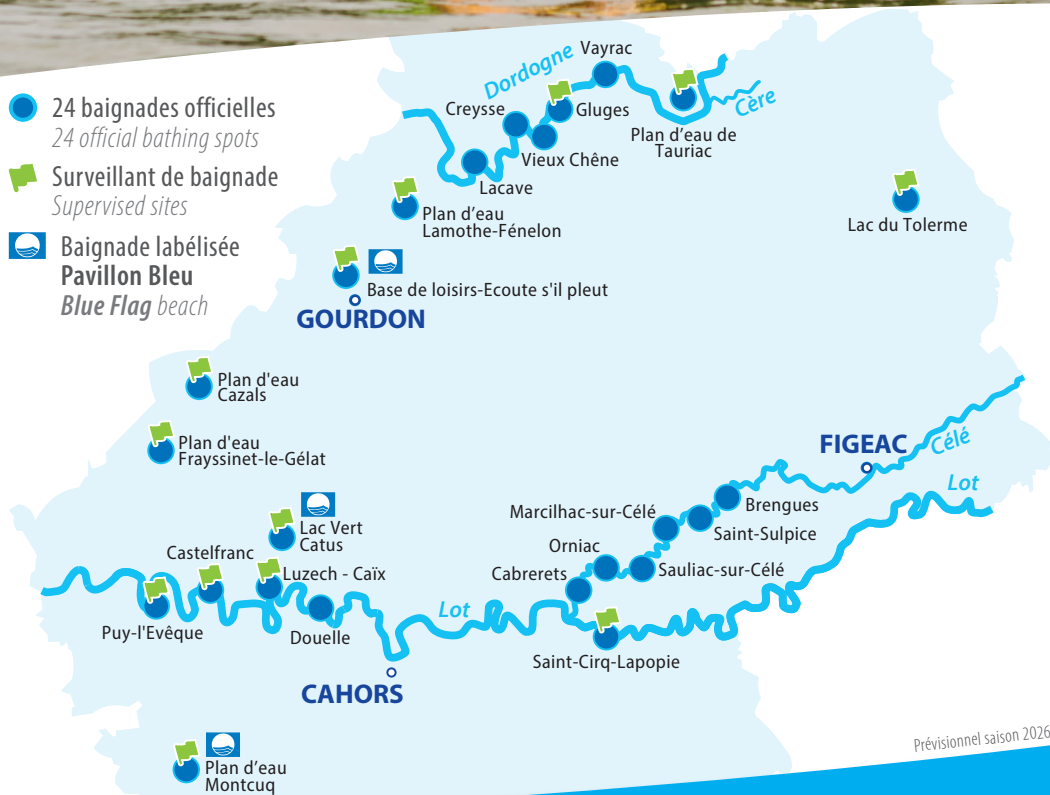 24 baignades officielles
24 official bathing spots
Surveillant de baignade
Supervised sites
Baignade labélisée
Pavillon Bleu
Blue Flag beach
Dordogne
Vayrac
Creysse
Gluges
Cère
Plan d'eau de
Tauriac
Vieux Chêne
Lacave
Plan d'eau
Lamothe-Fénelon
Lac du Tolerme
Base de loisirs-Ecoute s'il pleut
GOURDON
Plan d'eau
Cazals
Plan d'eau
Frayssinet-le-Gélat
FIGEAC
Célé
Lot
Brengues
Marcilhac-sur-Célé
Saint-Sulpice
Lac Vert
Catus
Orniac
Castelfranc
Luzech - Caïx
Cabrerets
Sauliac-sur-Célé
Lot
Puy-l'Evêque
Douelle
Saint-Cirq-Lapopie
CAHORS
Plan d'eau
Montcuq
Prévisionnel saison 2026